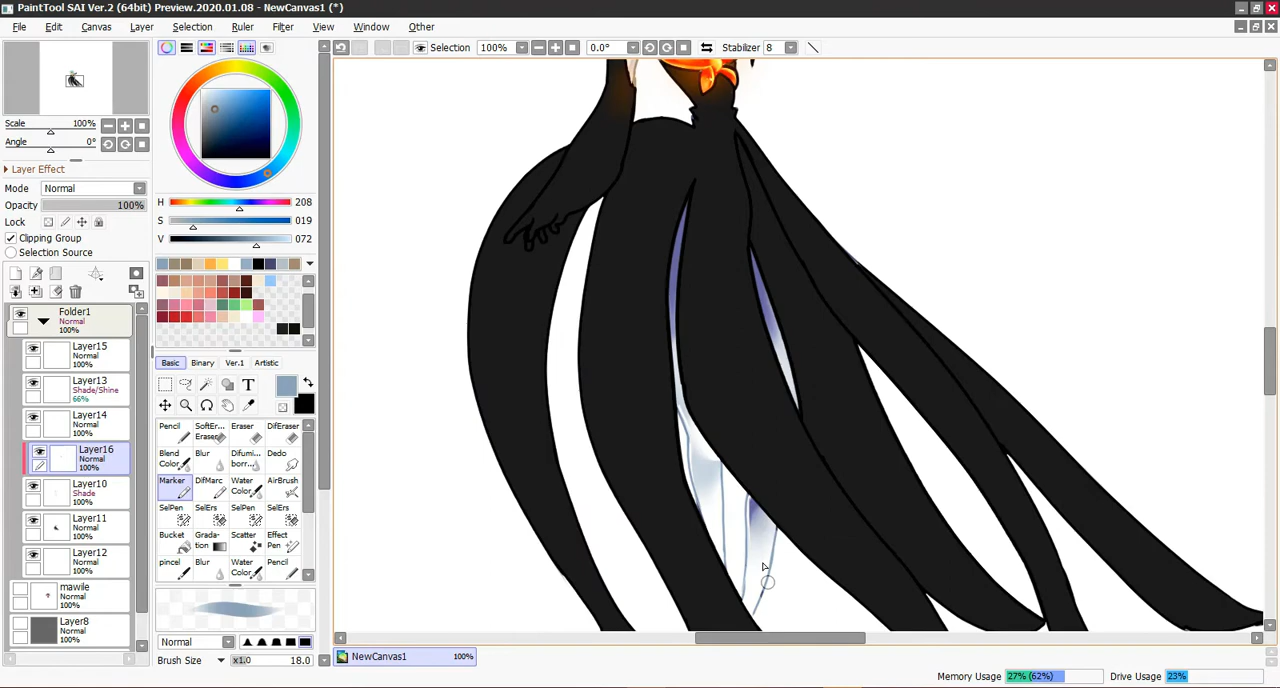 PaintTool SAI Ver.2 (64bit) Preview.2020.01.08 - NewCanvas1 (*)
File Edit Canvas Layer Selection Ruler Filter View Window Other
Selection 100% 0.0° Stabilizer 8
Scale 100%
Angle 0°
Layer Effect
Mode Normal
Opacity 100%
Lock
Clipping Group
Selection Source
Folder1
Normal
100%
Layer15
Normal
100%
Layer13
Shade/Shine
66%
Layer14
Normal
100%
Layer16
Normal
100%
Layer10
Shade
100%
Layer11
Normal
100%
Layer12
Normal
100%
mawile
Normal
100%
Layer8
Normal
100%
H 208
S 019
V 072
Basic Binary Ver.1 Artistic
T
Pencil SoftEr... Eraser Eraser DifEraser
Blend Color Blur Difumi... borr... Dedo
Marker DifMarc Water Color AirBrush
SelPen SelErs SelPen SelErs
Bucket Grada- tion Scatter Effect Pen
pincel Blur Water Color Pencil
Normal
Brush Size x1.0 18.0
NewCanvas1 100%
Memory Usage 27% (62%) Drive Usage 23%